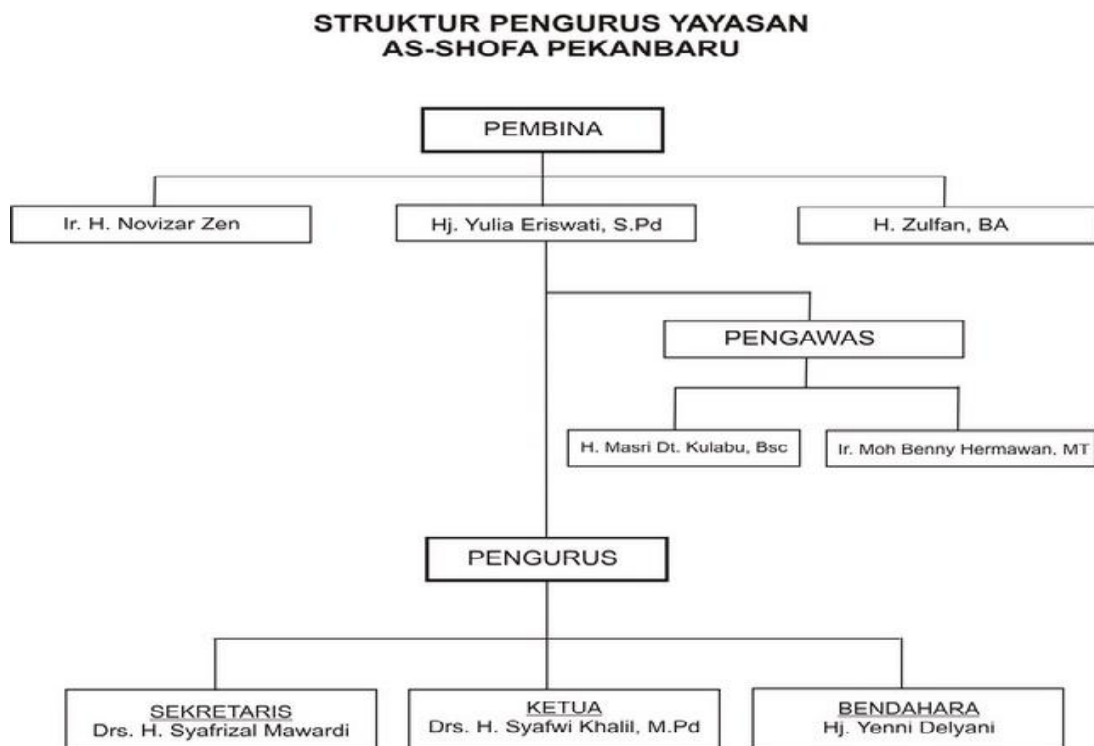 STRUKTUR PENGURUS YAYASAN
AS-SHOFA PEKANBARU
PEMBINA
Ir. H. Novizar Zen
Hj. Yulia Eriswati, S.Pd
H. Zulfan, BA
PENGAWAS
H. Masri Dt. Kulabu, Bsc
Ir. Moh Benny Hermawan, MT
PENGURUS
SEKRETARIS
Drs. H. Syafrizal Mawardi
KETUA
Drs. H. Syafwi Khalil, M.Pd
BENDAHARA
Hj. Yenni Delyani